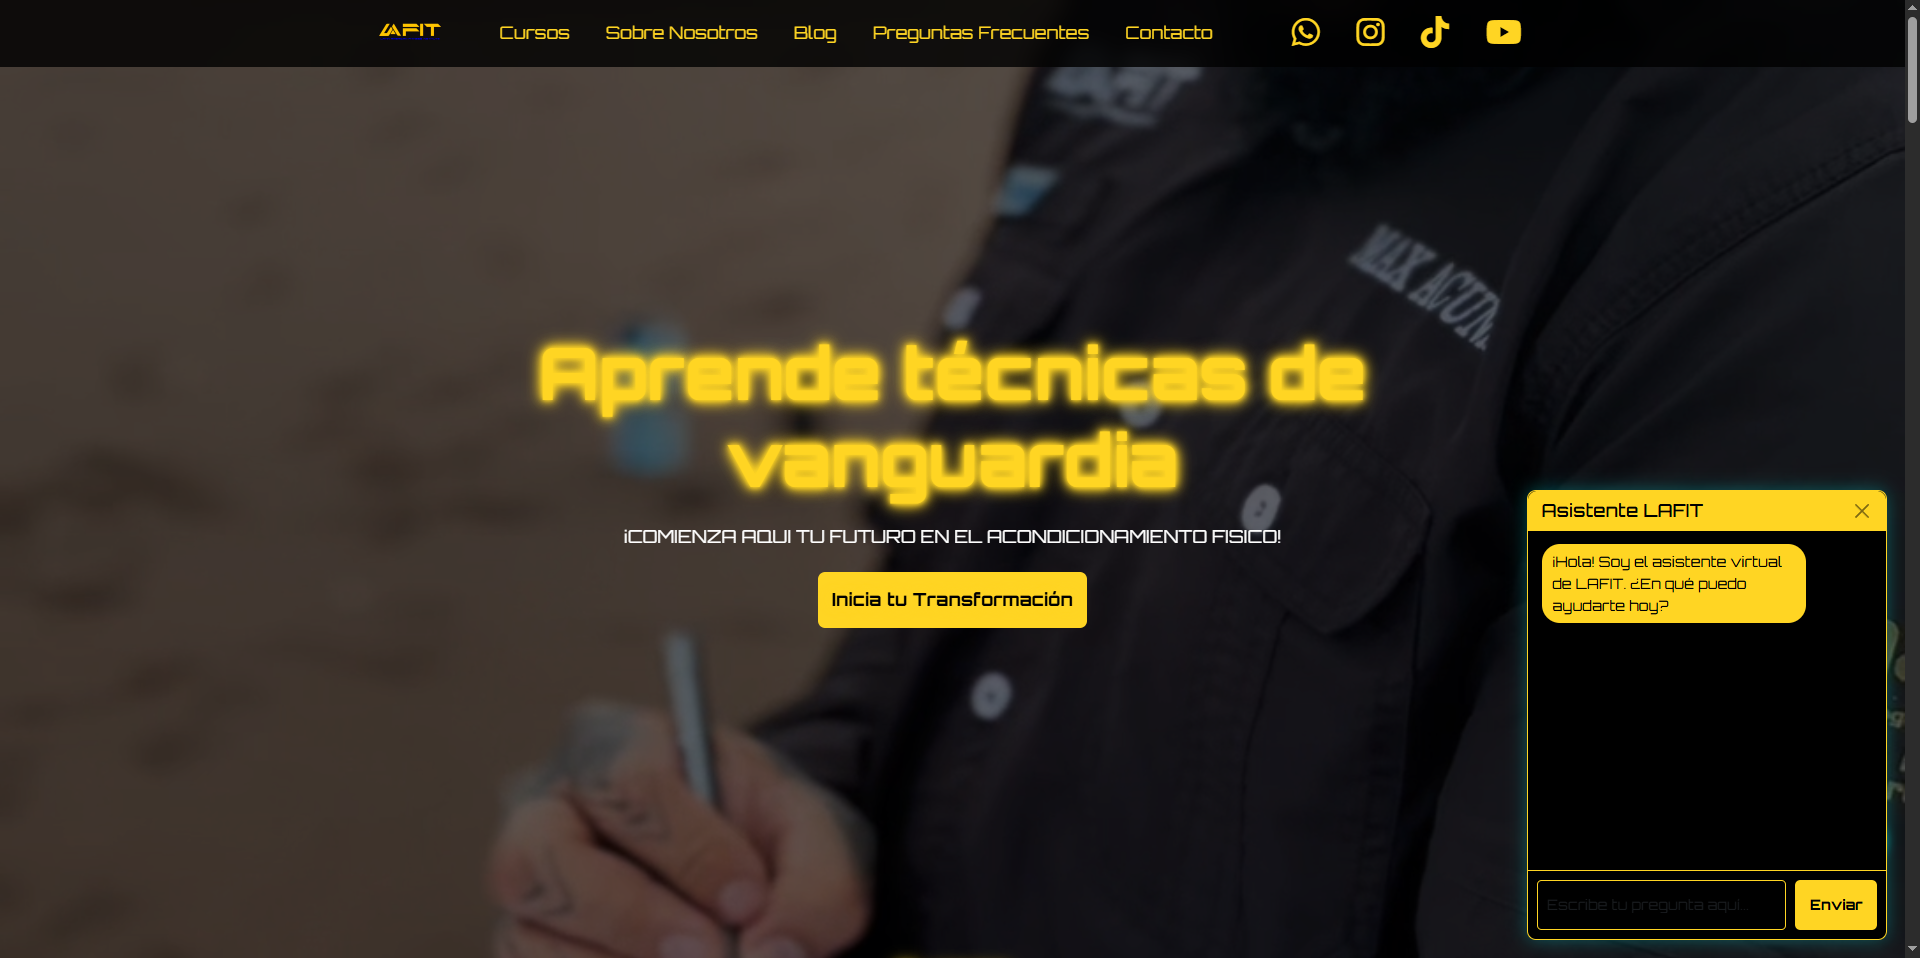 LAFIT
Cursos
Sobre Nosotros
Blog
Preguntas Frecuentes
Contacto
LAFIT
Aprende técnicas de
vanguardia
¡COMIENZA AQUI TU FUTURO EN EL ACONDICIONAMIENTO FISICO!
Inicia tu Transformación
Asistente LAFIT
¡Hola! Soy el asistente virtual
de LAFIT. ¿En qué puedo
ayudarte hoy?
Escribe tu pregunta aquí...
Enviar